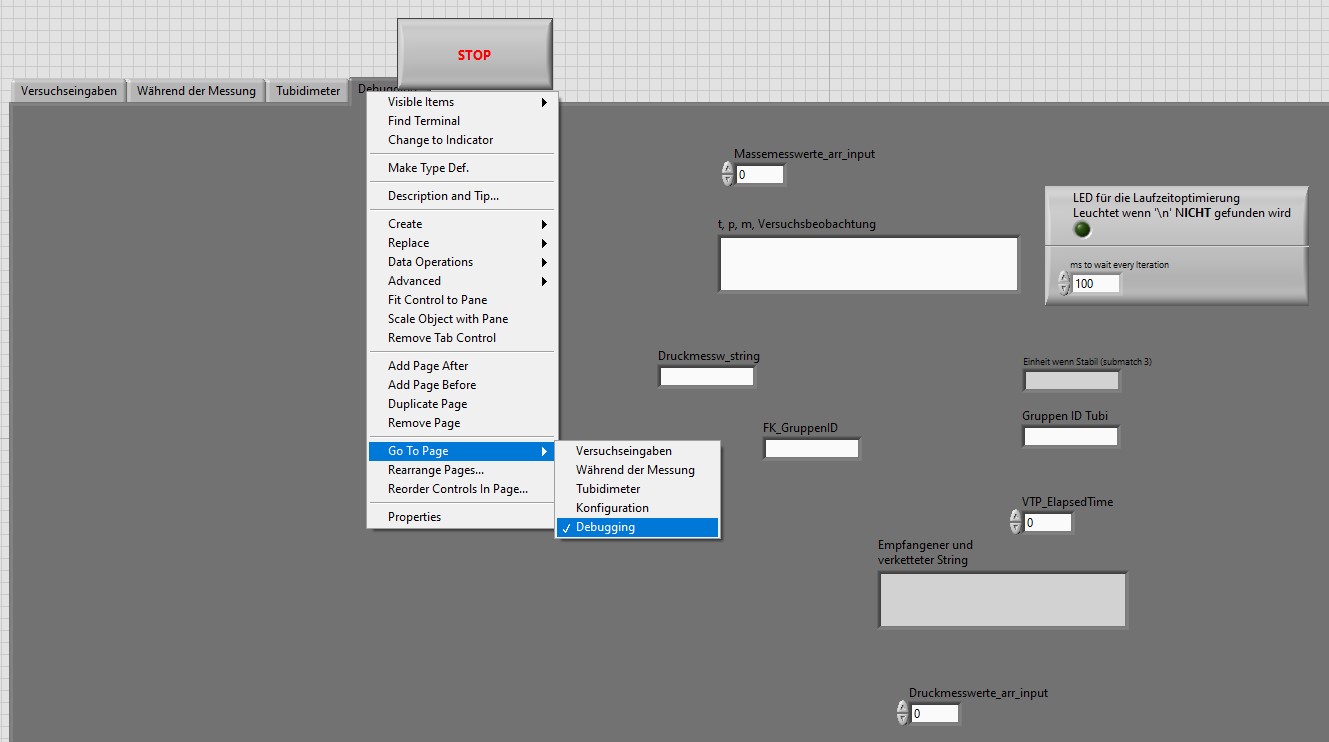 STOP
Versuchseingaben
Während der Messung
Tubidimeter
Debugging
Visible Items
Find Terminal
Change to Indicator
Make Type Def.
Description and Tip...
Create
Replace
Data Operations
Advanced
Fit Control to Pane
Scale Object with Pane
Remove Tab Control
Add Page After
Add Page Before
Duplicate Page
Remove Page
Go To Page
Rearrange Pages...
Reorder Controls In Page...
Properties
Versuchseingaben
Während der Messung
Tubidimeter
Konfiguration
Debugging
Massemesswerte_arr_input
0
t, p, m, Versuchsbeobachtung
LED für die Laufzeitoptimierung
Leuchtet wenn '\n' NICHT gefunden wird
ms to wait every Iteration
100
Druckmessw_string
Einheit wenn Stabil (submatch 3)
FK_GruppenID
Gruppen ID Tubi
VTP_ElapsedTime
0
Empfangener und
verketteter String
Druckmesswerte_arr_input
0